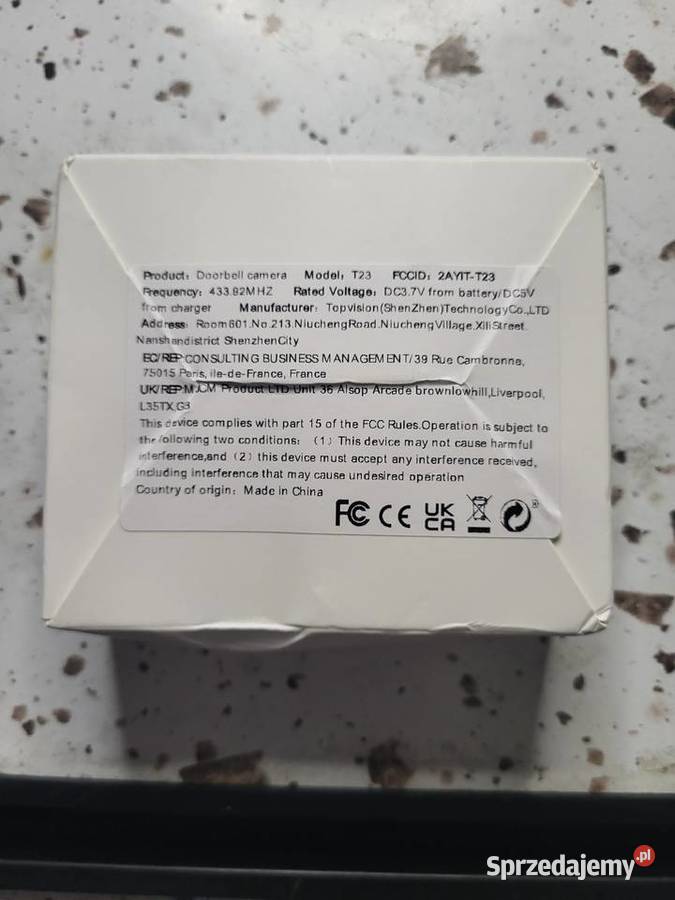 Product: Doorbell camera Model: T23 FCCID: 2AYIT-T23
Frequency: 433.92MHZ Rated Voltage: DC3.7V from battery/DC5V
from charger Manufacturer: Topvision(ShenZhen)TechnologyCo.,LTD
Address: Room601.No.213.NiuchengRoad.NiuchengVillage.XiliStreet.
Nanshandistrict ShenzhenCity
EC/REP CONSULTING BUSINESS MANAGEMENT/39 Rue Cambronne,
75015 Paris, ile-de-France, France
UK/REP Product LTD Unit 36 Alsop Arcade brownlowhill,Liverpool,
L35TX,GB
This device complies with part 15 of the FCC Rules.Operation is subject to
the following two conditions: (1) This device may not cause harmful
interference,and (2) this device must accept any interference received,
including interference that may cause undesired operation
Country of origin: Made in China
FC CE UK
CA ®
Sprzedajemy.pl